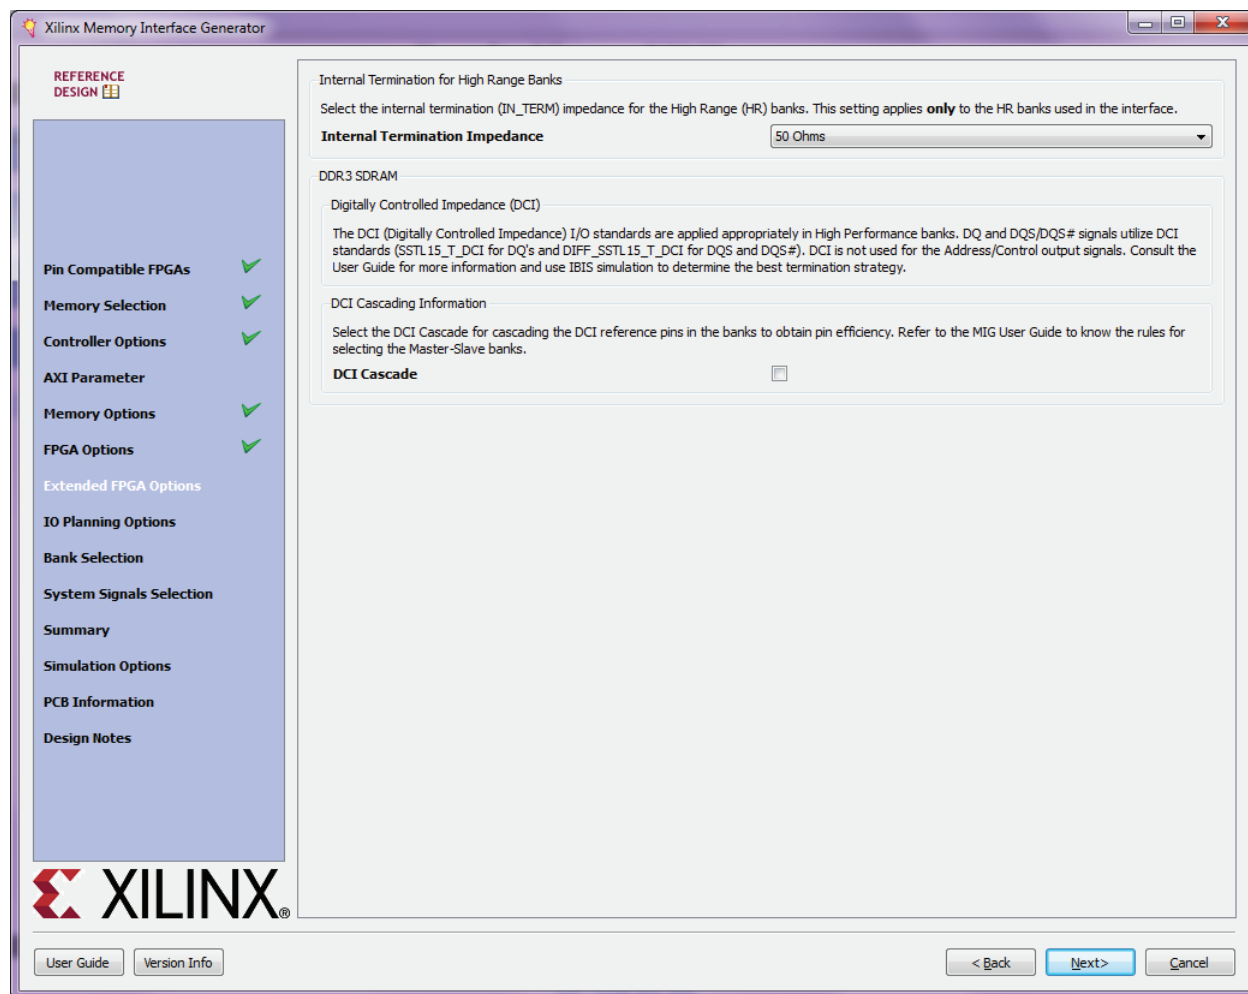 Xilinx Memory Interface Generator
REFERENCE
DESIGN
Pin Compatible FPGAs
Memory Selection
Controller Options
AXI Parameter
Memory Options
FPGA Options
Extended FPGA Options
IO Planning Options
Bank Selection
System Signals Selection
Summary
Simulation Options
PCB Information
Design Notes
XILINX®
Internal Termination for High Range Banks
Select the internal termination (IN_TERM) impedance for the High Range (HR) banks. This setting applies only to the HR banks used in the interface.
Internal Termination Impedance
50 Ohms
DDR3 SDRAM
Digitally Controlled Impedance (DCI)
The DCI (Digitally Controlled Impedance) I/O standards are applied appropriately in High Performance banks. DQ and DQS/DQS# signals utilize DCI
standards (SSTL15_T_DCI for DQ's and DIFF_SSTL15_T_DCI for DQS and DQS#). DCI is not used for the Address/Control output signals. Consult the
User Guide for more information and use IBIS simulation to determine the best termination strategy.
DCI Cascading Information
Select the DCI Cascade for cascading the DCI reference pins in the banks to obtain pin efficiency. Refer to the MIG User Guide to know the rules for
selecting the Master-Slave banks.
DCI Cascade
User Guide
Version Info
< Back
Next>
Cancel